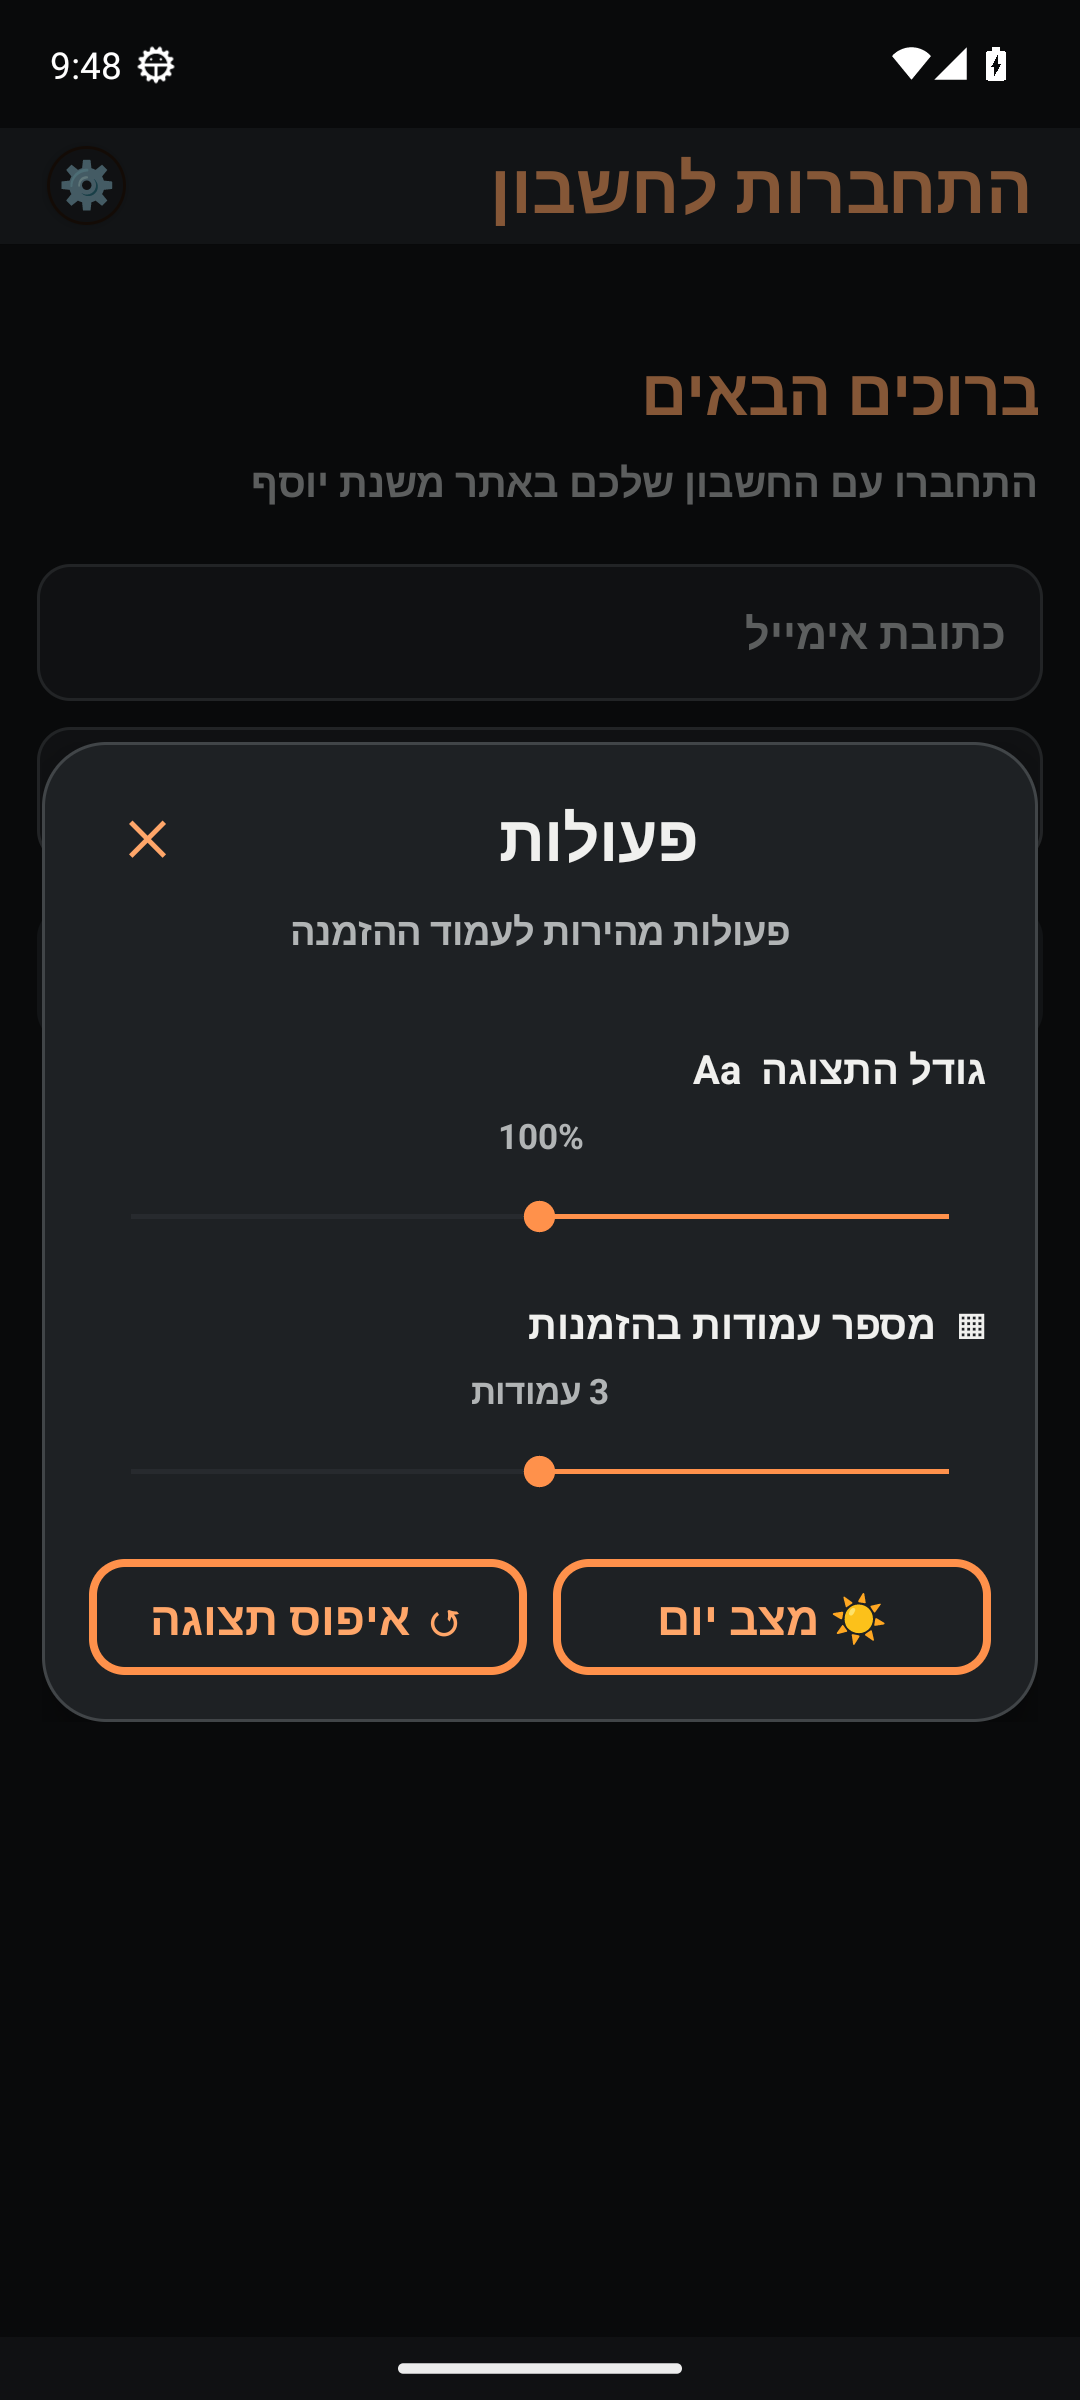 9:48
התחברות לחשבון
ברוכים הבאים
התחברו עם החשבון שלכם באתר משנת יוסף
כתובת אימייל
פעולות
פעולות מהירות לעמוד ההזמנה
גודל התצוגה Aa
100%
מספר עמודות בהזמנות
3 עמודות
מצב יום
איפוס תצוגה